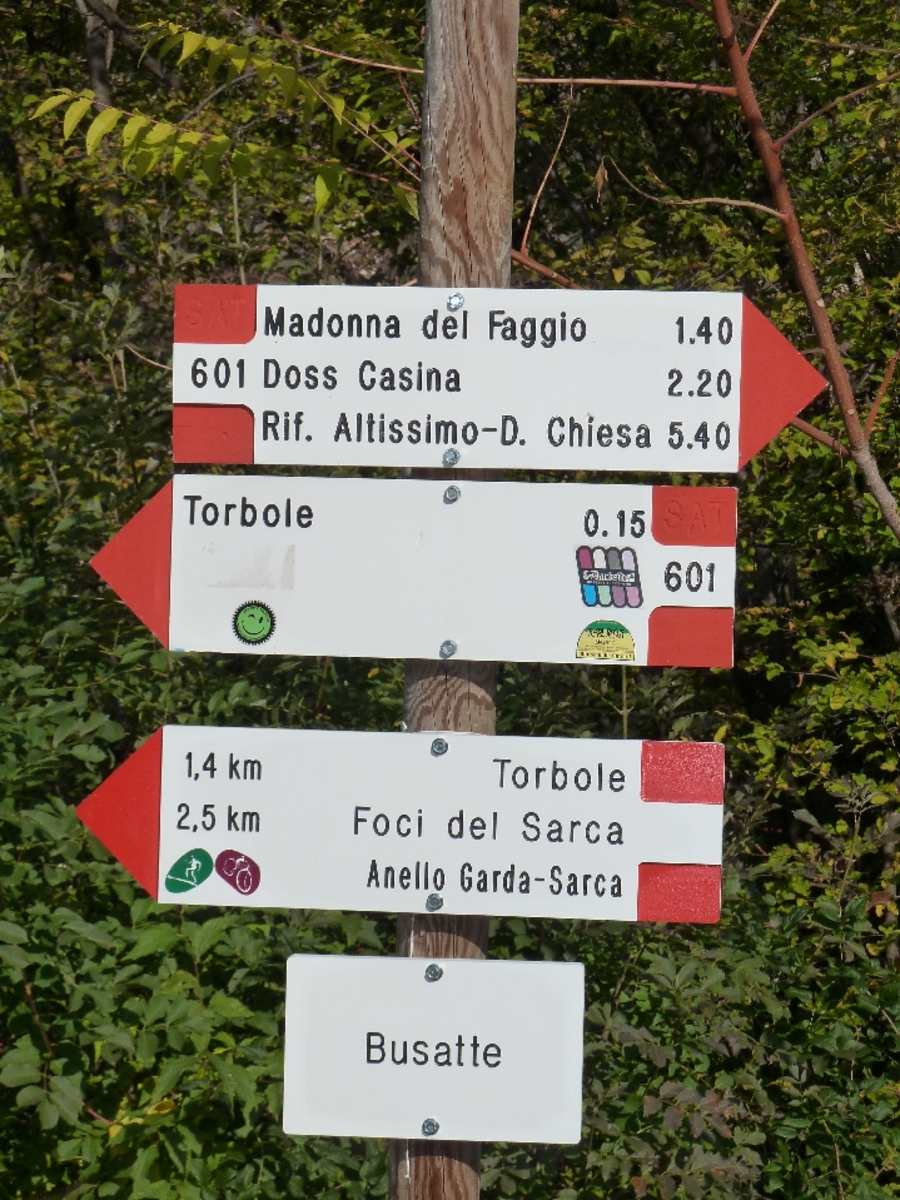 SAT
Madonna del Faggio 1.40
601 Doss Casina 2.20
Rif. Altissimo-D. Chiesa 5.40
Torbole 0.15 SAT
601
1,4 km Torbole
2,5 km Foci del Sarca
Anello Garda-Sarca
Busatte